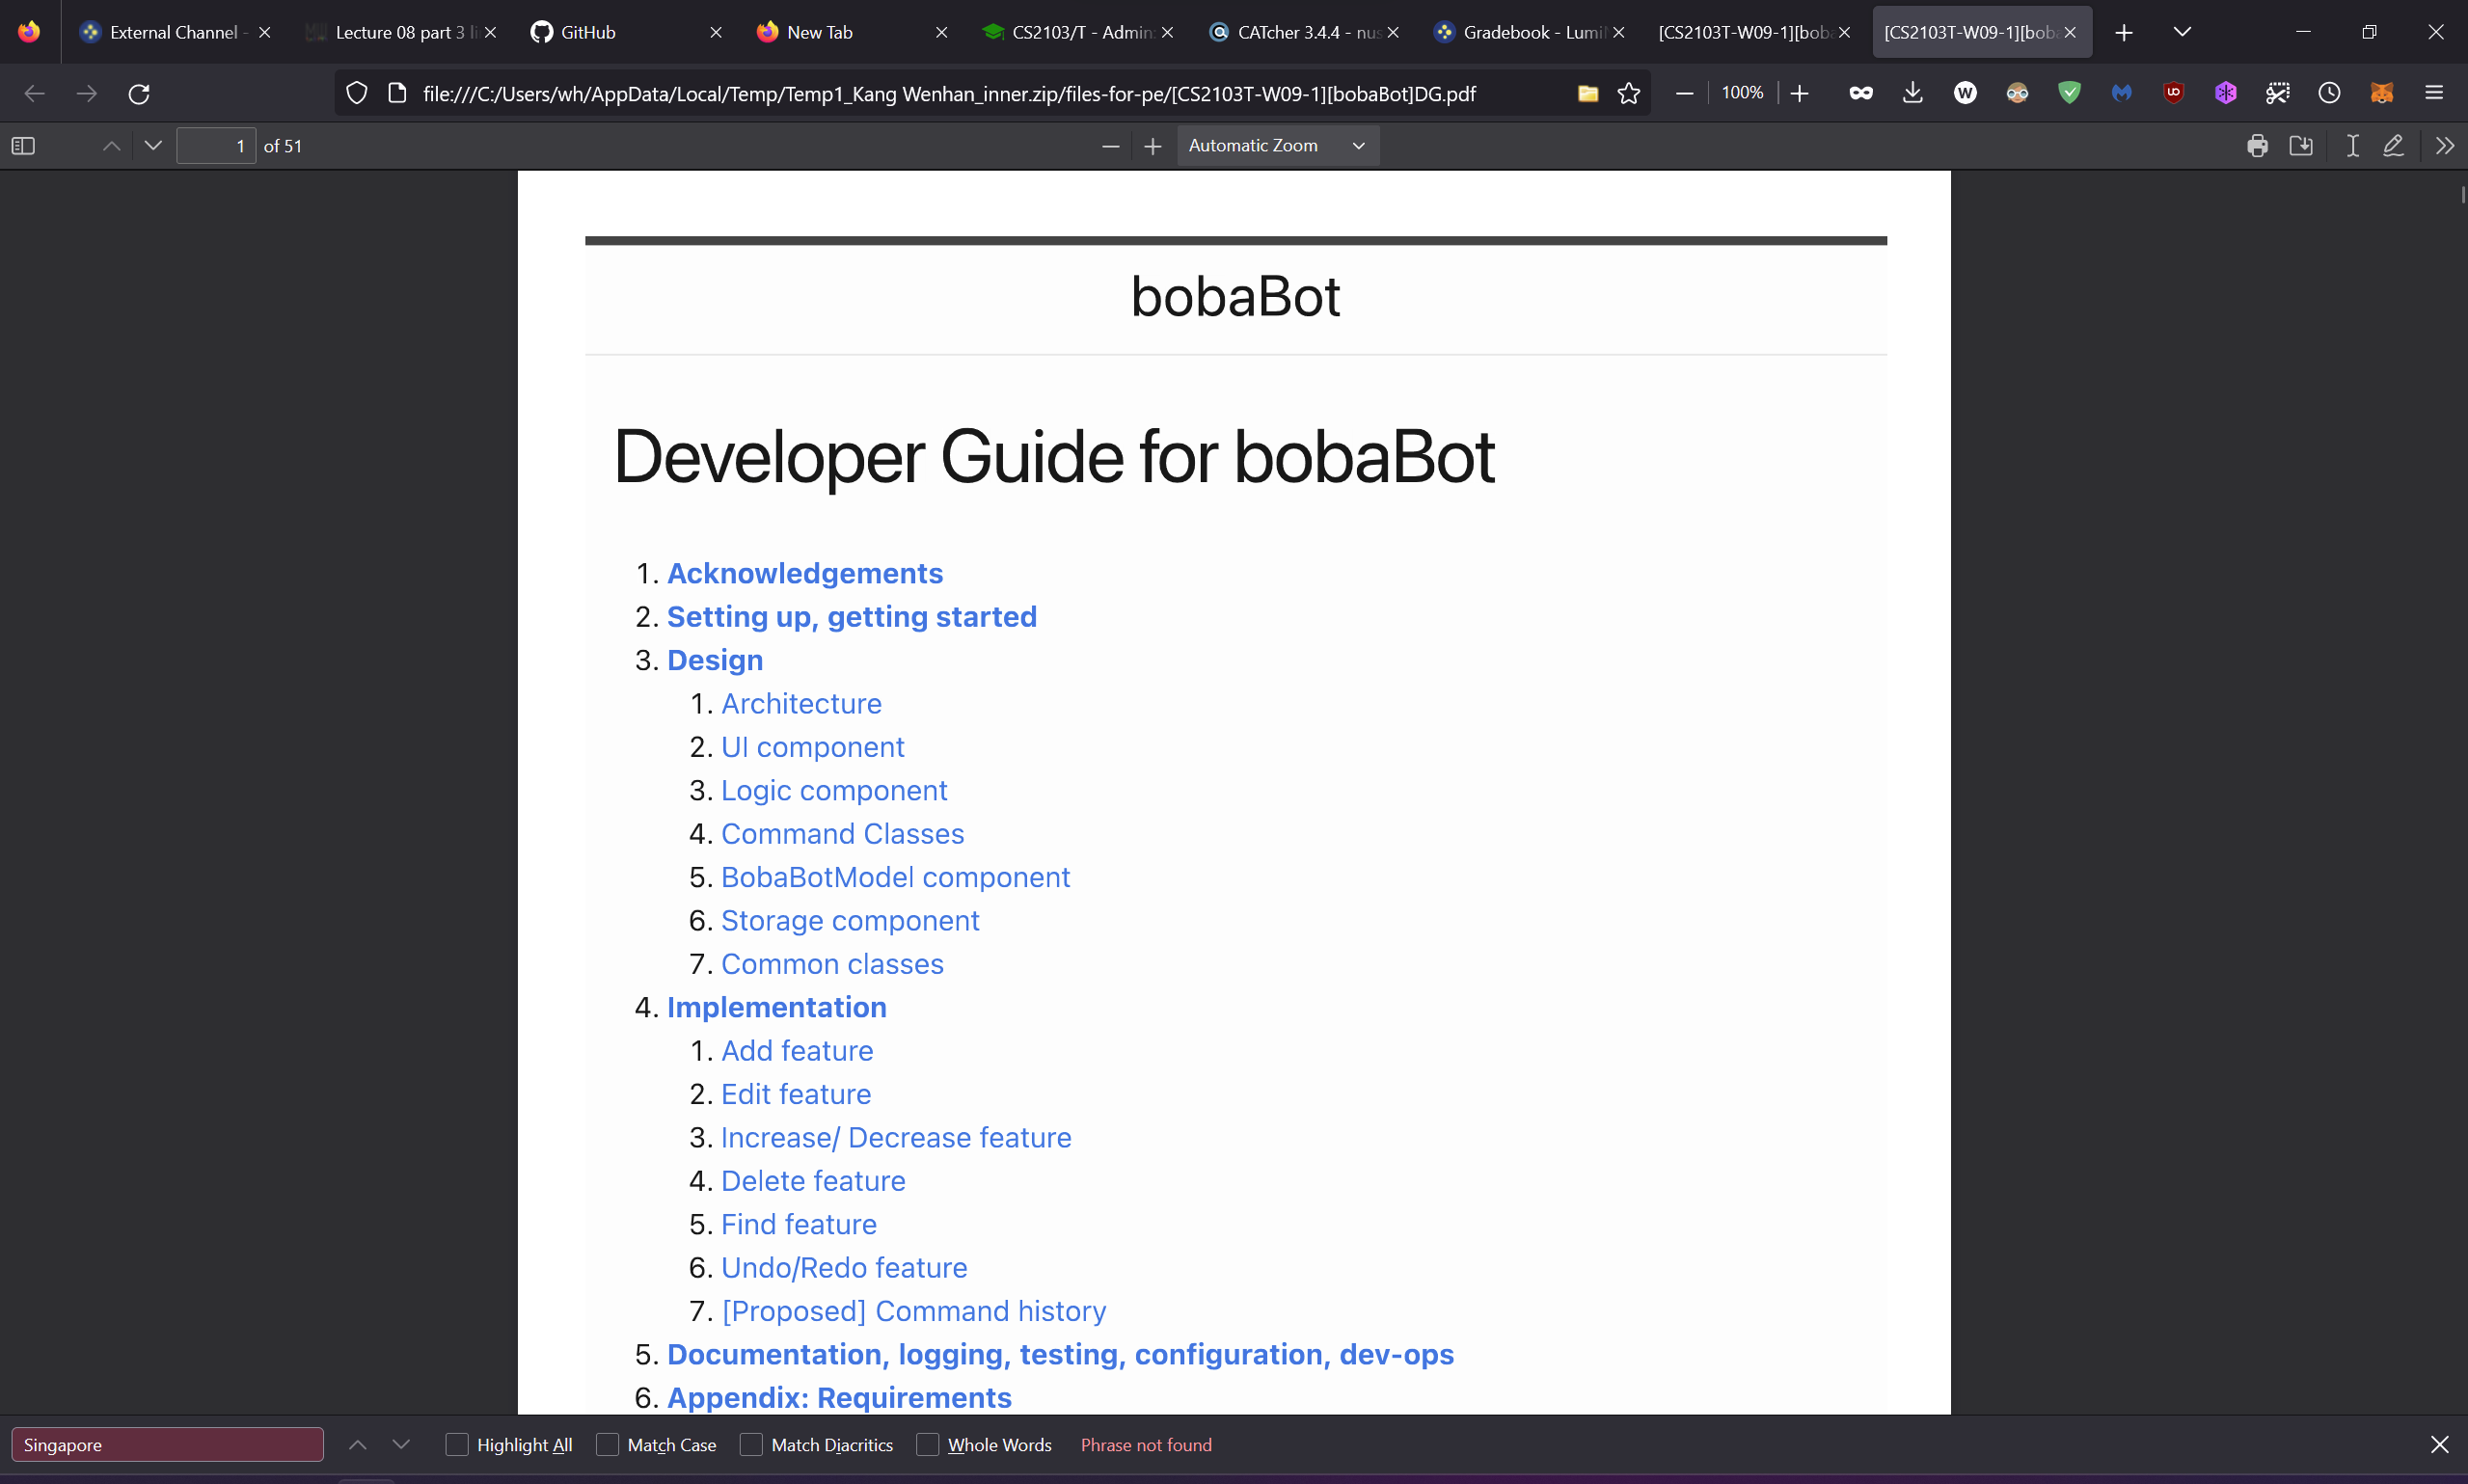 External Channel -
Lecture 08 part 3 li
GitHub
New Tab
CS2103/T - Admin:
CATcher 3.4.4 - nus
Gradebook - Lumi
[CS2103T-W09-1][bob
[CS2103T-W09-1][bob
file:///C:/Users/wh/AppData/Local/Temp/Temp1_Kang Wenhan_inner.zip/files-for-pe/[CS2103T-W09-1][bobaBot]DG.pdf
100%
1 of 51
Automatic Zoom
bobaBot
Developer Guide for bobaBot
1. Acknowledgements
2. Setting up, getting started
3. Design
1. Architecture
2. UI component
3. Logic component
4. Command Classes
5. BobaBotModel component
6. Storage component
7. Common classes
4. Implementation
1. Add feature
2. Edit feature
3. Increase/ Decrease feature
4. Delete feature
5. Find feature
6. Undo/Redo feature
7. [Proposed] Command history
5. Documentation, logging, testing, configuration, dev-ops
6. Appendix: Requirements
Singapore
Highlight All
Match Case
Match Diacritics
Whole Words
Phrase not found